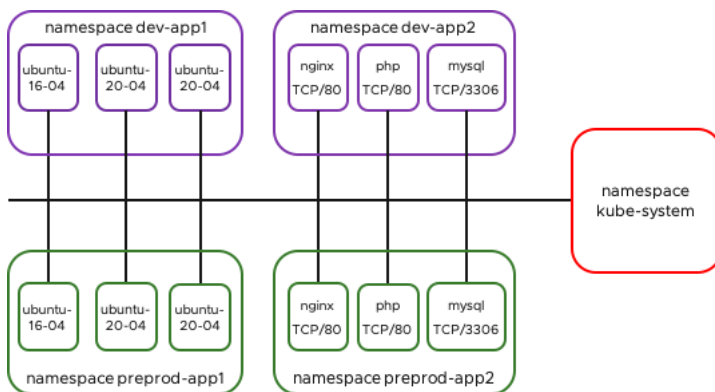 namespace dev-app1
ubuntu-
16-04
ubuntu-
20-04
ubuntu-
20-04
namespace dev-app2
nginx
TCP/80
php
TCP/80
mysql
TCP/3306
namespace
kube-system
ubuntu-
16-04
ubuntu-
20-04
ubuntu-
20-04
namespace preprod-app1
nginx
TCP/80
php
TCP/80
mysql
TCP/3306
namespace preprod-app2